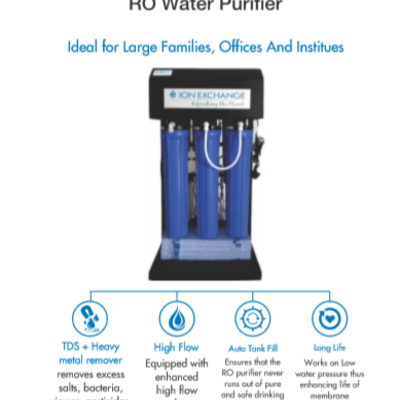 RO Water Purifier
Ideal for Large Families, Offices And Institues
ION EXCHANGE
Refreshing the Planet
TDS + Heavy
metal remover
removes excess
salts, bacteria,
High Flow
Equipped with
enhanced
high flow
Auto Tank Fill
Ensures that the
RO purifier never
runs out of pure
and safe drinking
Long Life
Works on Low
water pressure thus
enhancing life of
membrane